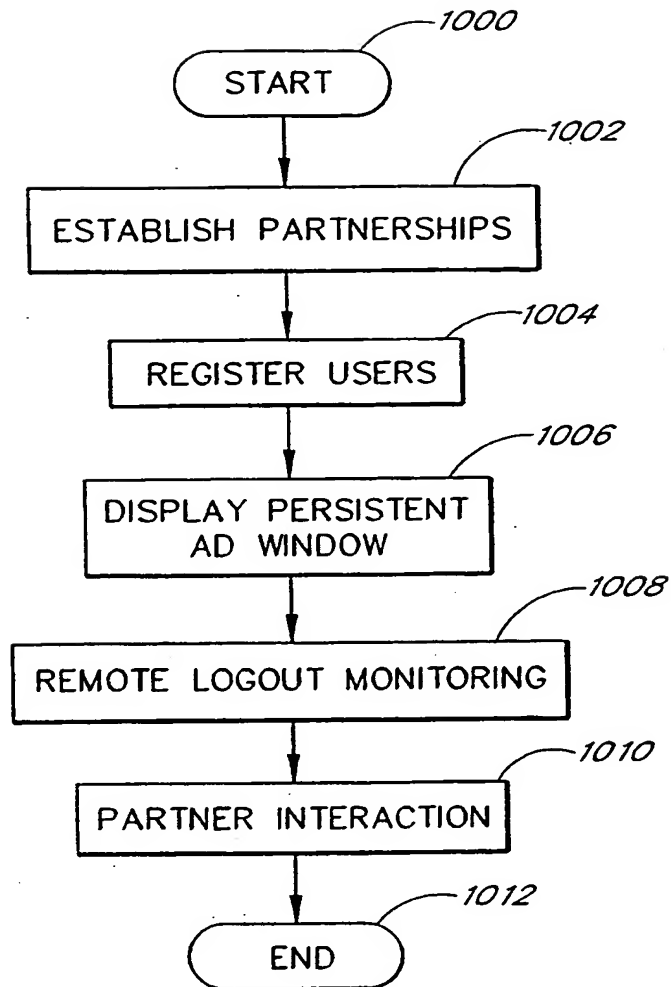 1000
START
1002
ESTABLISH PARTNERSHIPS
1004
REGISTER USERS
1006
DISPLAY PERSISTENT
AD WINDOW
1008
REMOTE LOGOUT MONITORING
1010
PARTNER INTERACTION
1012
END